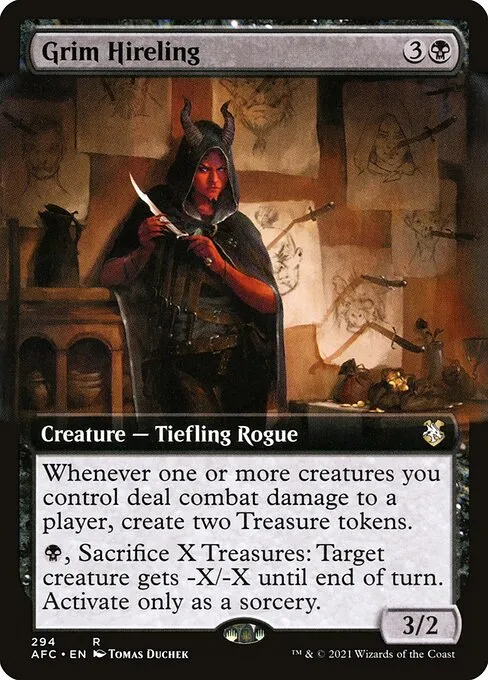 Grim Hireling 3
Creature — Tiefling Rogue
Whenever one or more creatures you
control deal combat damage to a
player, create two Treasure tokens.
, Sacrifice X Treasures: Target
creature gets -X/-X until end of turn.
Activate only as a sorcery.
3/2
294 R
AFC • EN Tomas Duchek
™ & © 2021 Wizards of the Coast